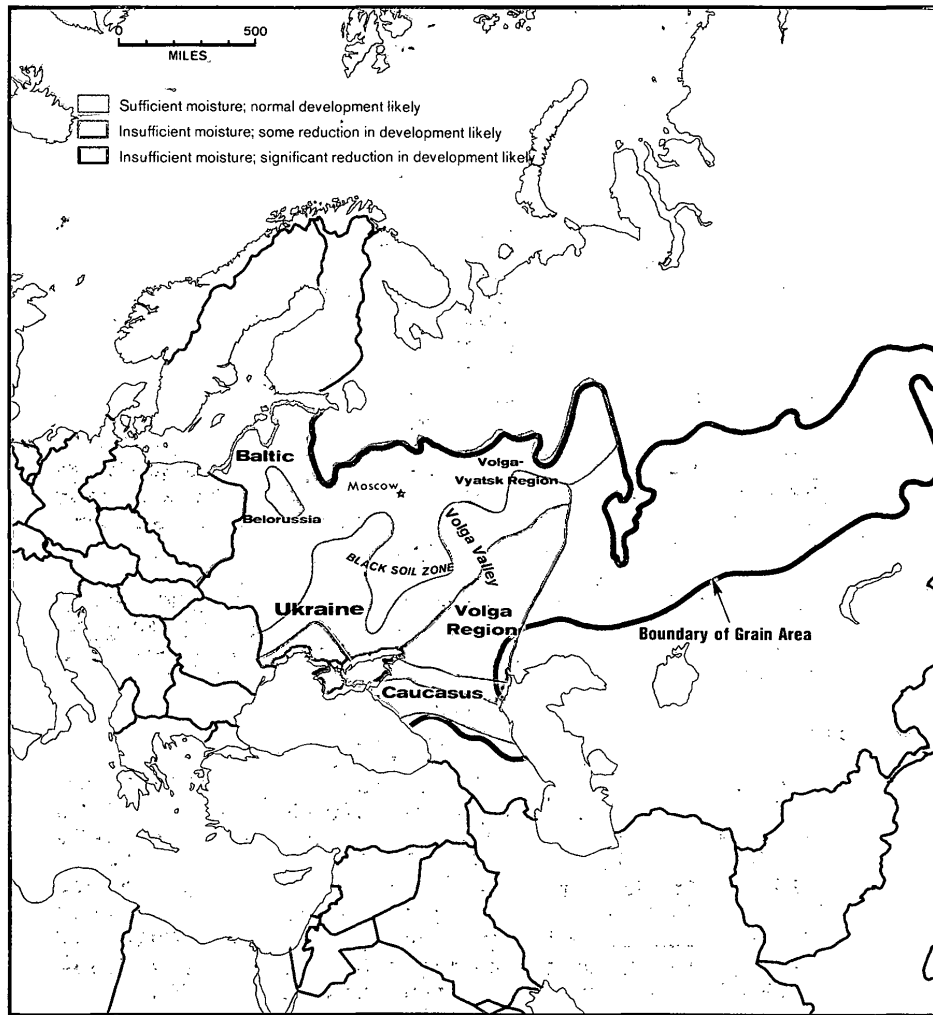 0 500
MILES
Sufficient moisture; normal development likely
Insufficient moisture; some reduction in development likely
Insufficient moisture; significant reduction in development likely
Baltic
Volga-
Vyatsk Region
Moscow
Belorussia
Volga Valley
BLACK SOIL ZONE
Ukraine
Volga
Region
Boundary of Grain Area
Caucasus